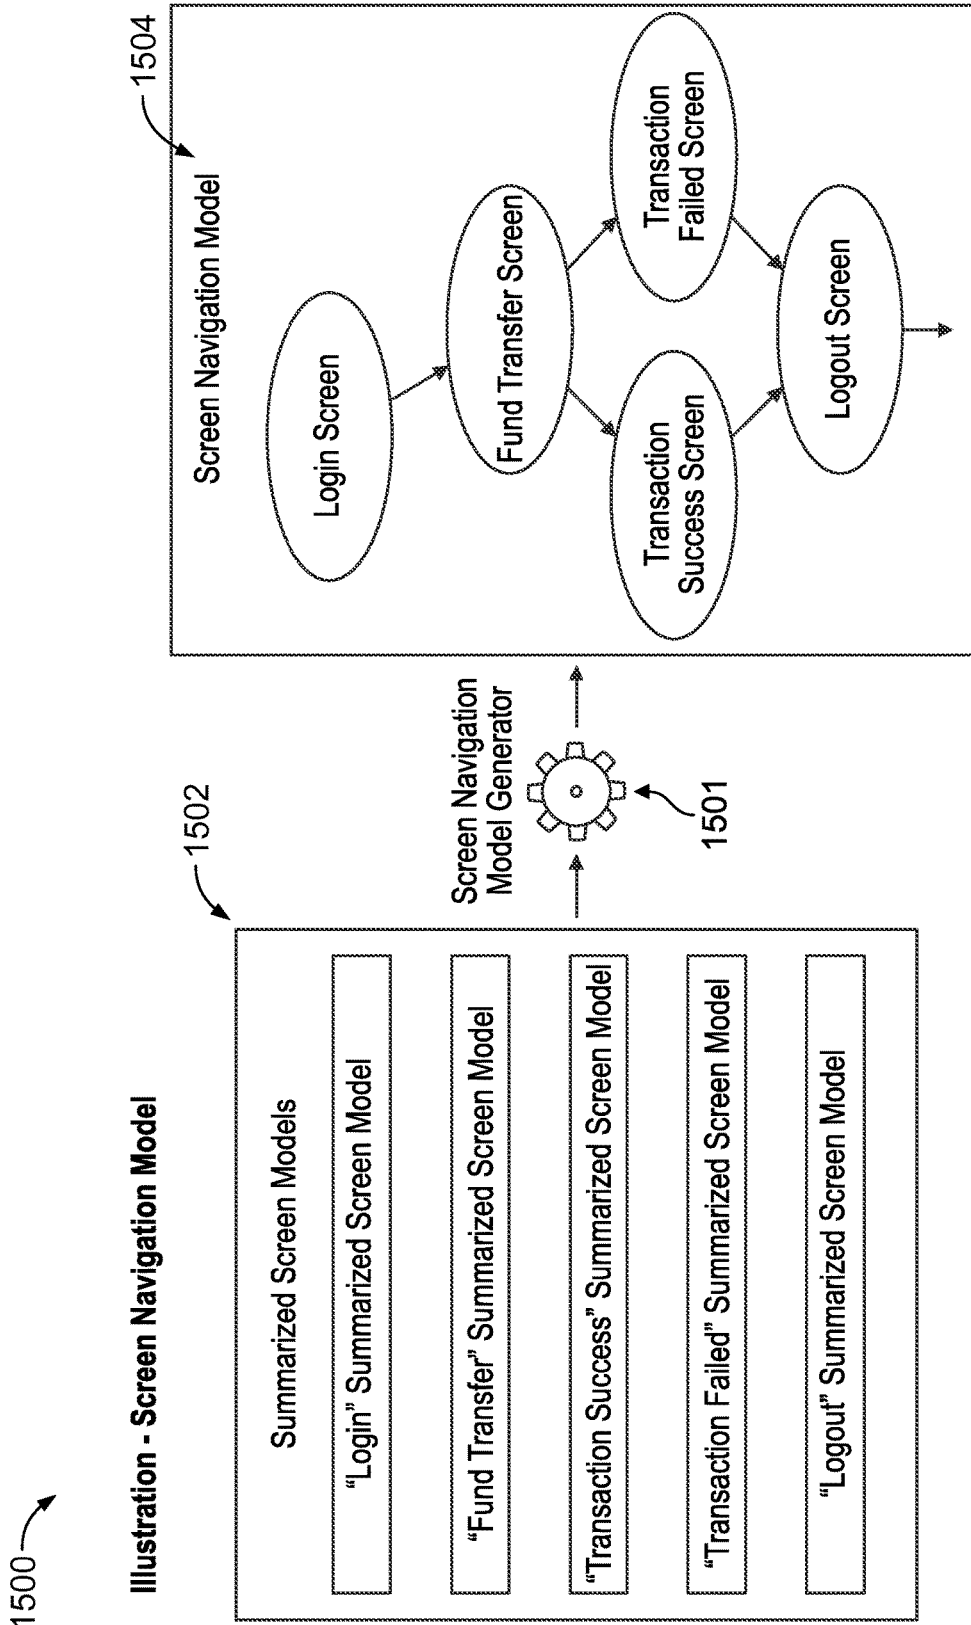 1500
Illustration - Screen Navigation Model
1502
Summarized Screen Models
“Login” Summarized Screen Model
“Fund Transfer” Summarized Screen Model
“Transaction Success” Summarized Screen Model
“Transaction Failed” Summarized Screen Model
“Logout” Summarized Screen Model
Screen Navigation
Model Generator
1501
1504
Screen Navigation Model
Login Screen
Fund Transfer Screen
Transaction
Success Screen
Transaction
Failed Screen
Logout Screen